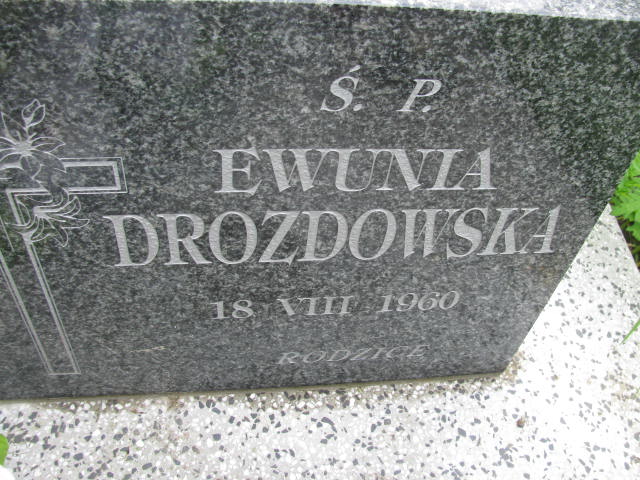 Ś. P.
EWUNIA
DROZDOWSKA
18 VIII 1960
RODZICE